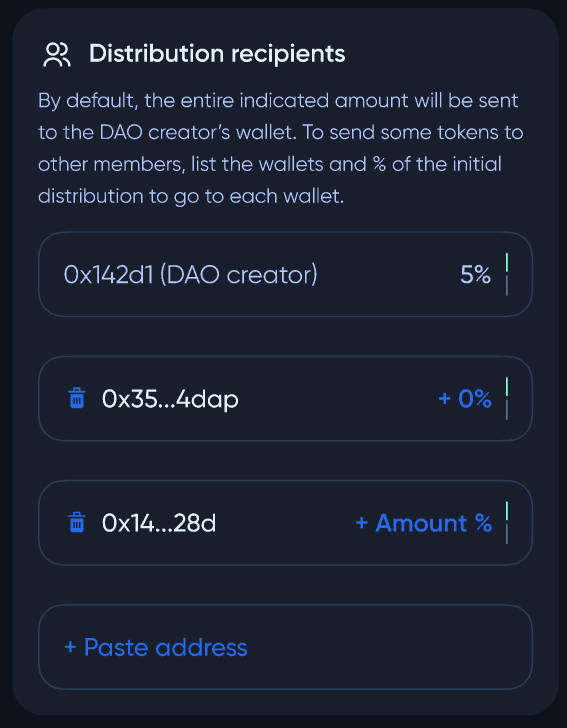 Distribution recipients
By default, the entire indicated amount will be sent
to the DAO creator’s wallet. To send some tokens to
other members, list the wallets and % of the initial
distribution to go to each wallet.
0x142d1 (DAO creator) 5%
0x35...4dap + 0%
0x14...28d + Amount %
+ Paste address